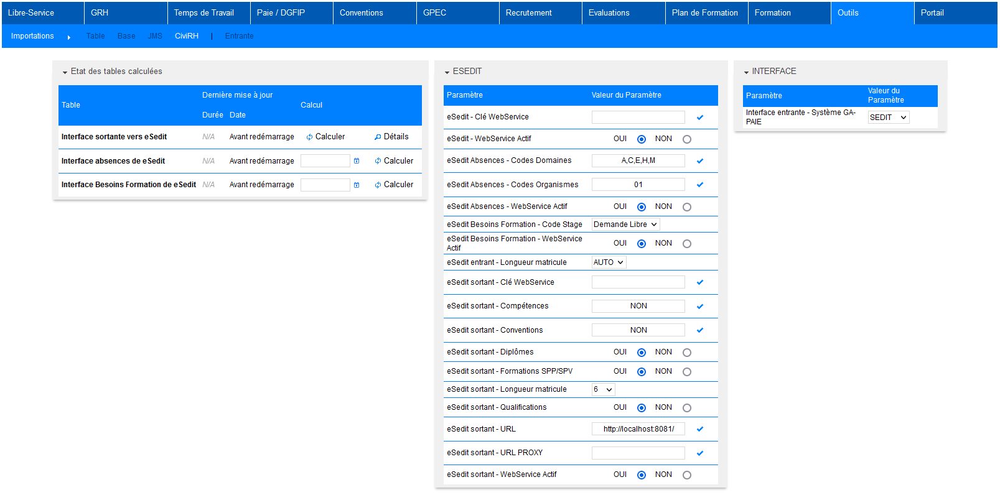 Libre-Service GRH Temps de Travail Paie / DGFIP Conventions GPEC Recrutement Evaluations Plan de Formation Formation Outils Portail
Importations Table Base JMS CiviRH | Entrante
Etat des tables calculées
Table Dernière mise à jour Calcul
Durée Date
Interface sortante vers eSedit N/A Avant redémarrage Calculer Détails
Interface absences de eSedit N/A Avant redémarrage Calculer
Interface Besoins Formation de eSedit N/A Avant redémarrage Calculer
ESEDIT
Paramètre Valeur du Paramètre
eSedit - Clé WebService
eSedit - WebService Actif OUI NON
eSedit Absences - Codes Domaines A,C,E,H,M
eSedit Absences - Codes Organismes 01
eSedit Absences - WebService Actif OUI NON
eSedit Besoins Formation - Code Stage Demande Libre
eSedit Besoins Formation - WebService
Actif OUI NON
eSedit entrant - Longueur matricule AUTO
eSedit sortant - Clé WebService
eSedit sortant - Compétences NON
eSedit sortant - Conventions NON
eSedit sortant - Diplômes OUI NON
eSedit sortant - Formations SPP/SPV OUI NON
eSedit sortant - Longueur matricule 6
eSedit sortant - Qualifications OUI NON
eSedit sortant - URL http://localhost:8081/
eSedit sortant - URL PROXY
eSedit sortant - WebService Actif OUI NON
INTERFACE
Paramètre Valeur du
Paramètre
Interface entrante - Système GA-
PAIE SEDIT